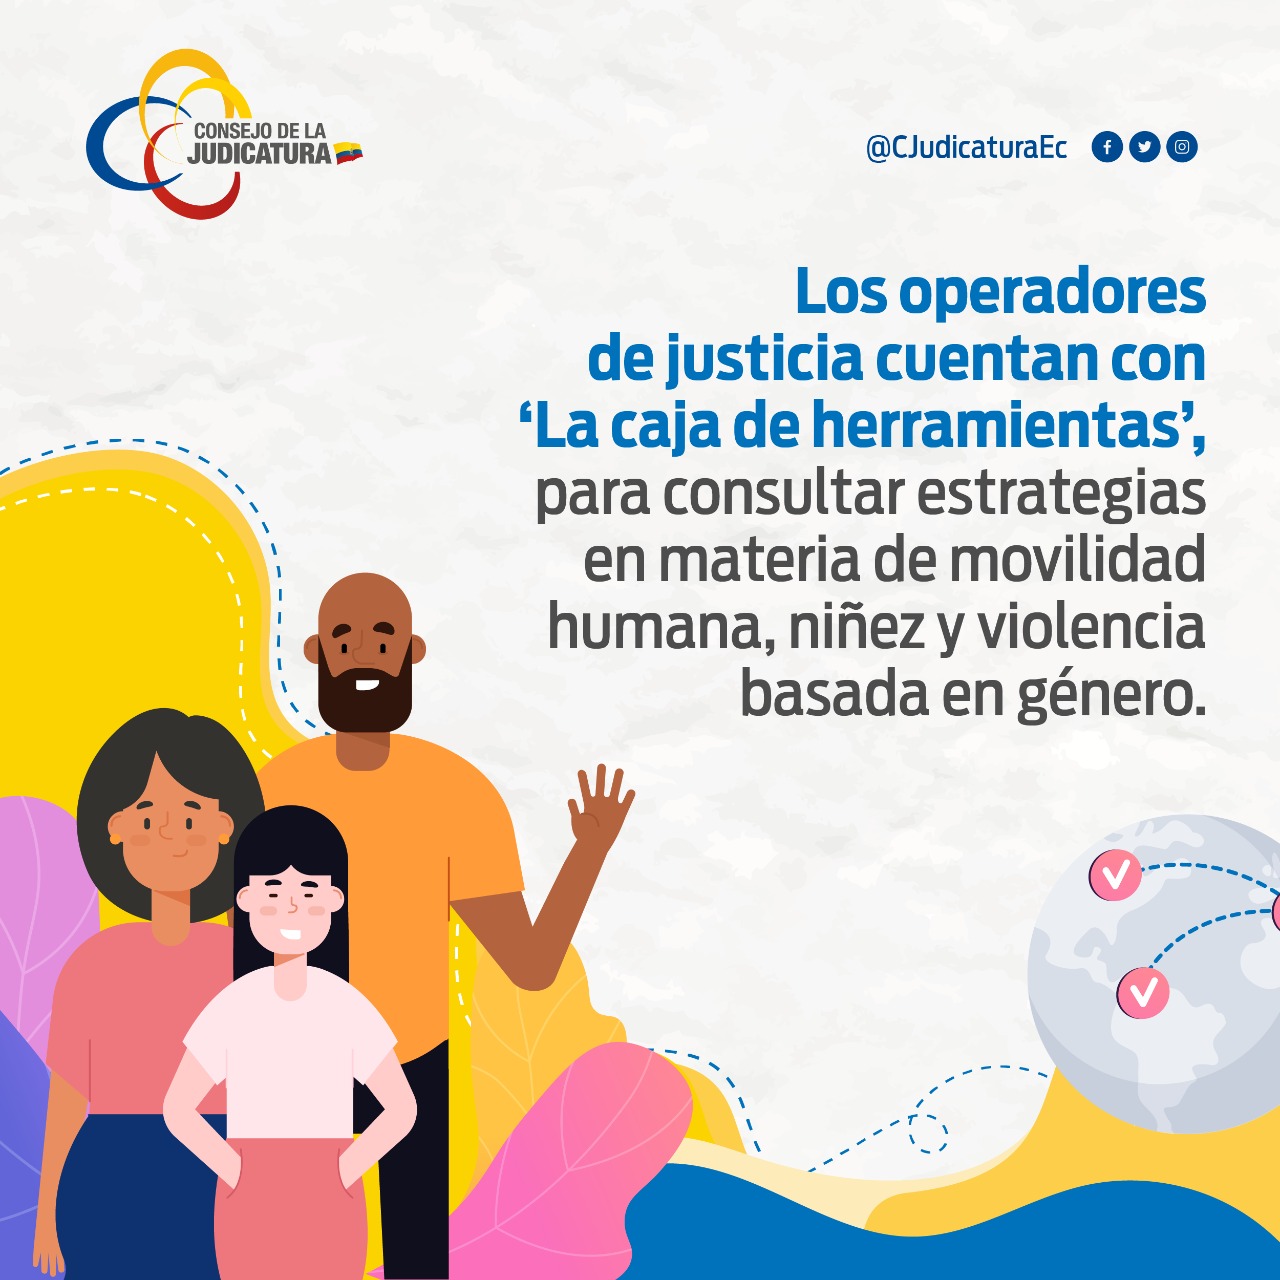 CONSEJO DE LA
JUDICATURA
@CJudicaturaEc
Los operadores
de justicia cuentan con
‘La caja de herramientas’,
para consultar estrategias
en materia de movilidad
humana, niñez y violencia
basada en género.